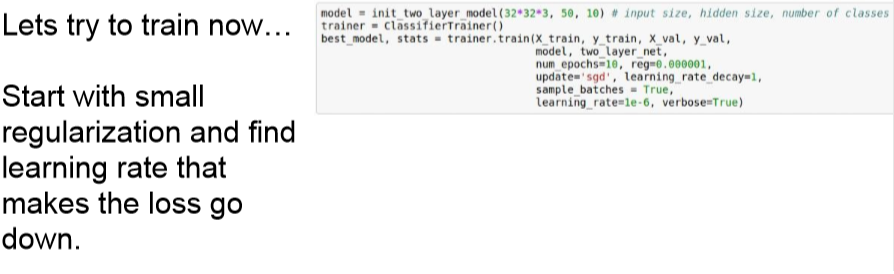 Lets try to train now…
Start with small
regularization and find
learning rate that
makes the loss go
down.
model = init_two_layer_model(32*32*3, 50, 10) # input size, hidden size, number of classes
trainer = ClassifierTrainer()
best_model, stats = trainer.train(X_train, y_train, X_val, y_val,
model, two_layer_net,
num_epochs=10, reg=0.000001,
update='sgd', learning_rate_decay=1,
sample_batches = True,
learning_rate=1e-6, verbose=True)